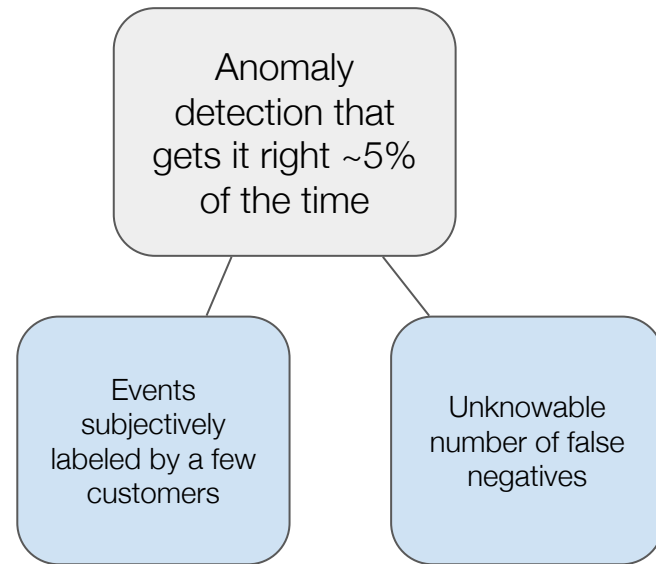 Anomaly
detection that
gets it right ~5%
of the time
Events
subjectively
labeled by a few
customers
Unknowable
number of false
negatives